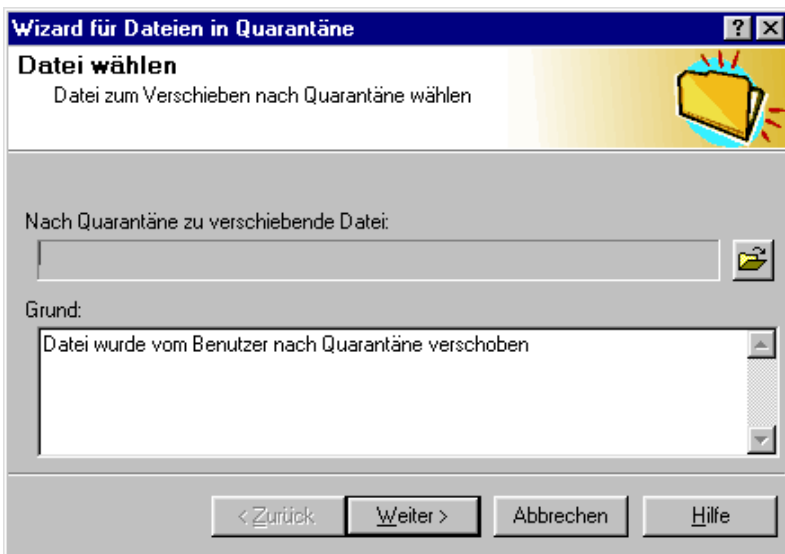 Wizard für Dateien in Quarantäne
Datei wählen
Datei zum Verschieben nach Quarantäne wählen
Nach Quarantäne zu verschiebende Datei:
Grund:
Datei wurde vom Benutzer nach Quarantäne verschoben
< Zurück Weiter > Abbrechen Hilfe